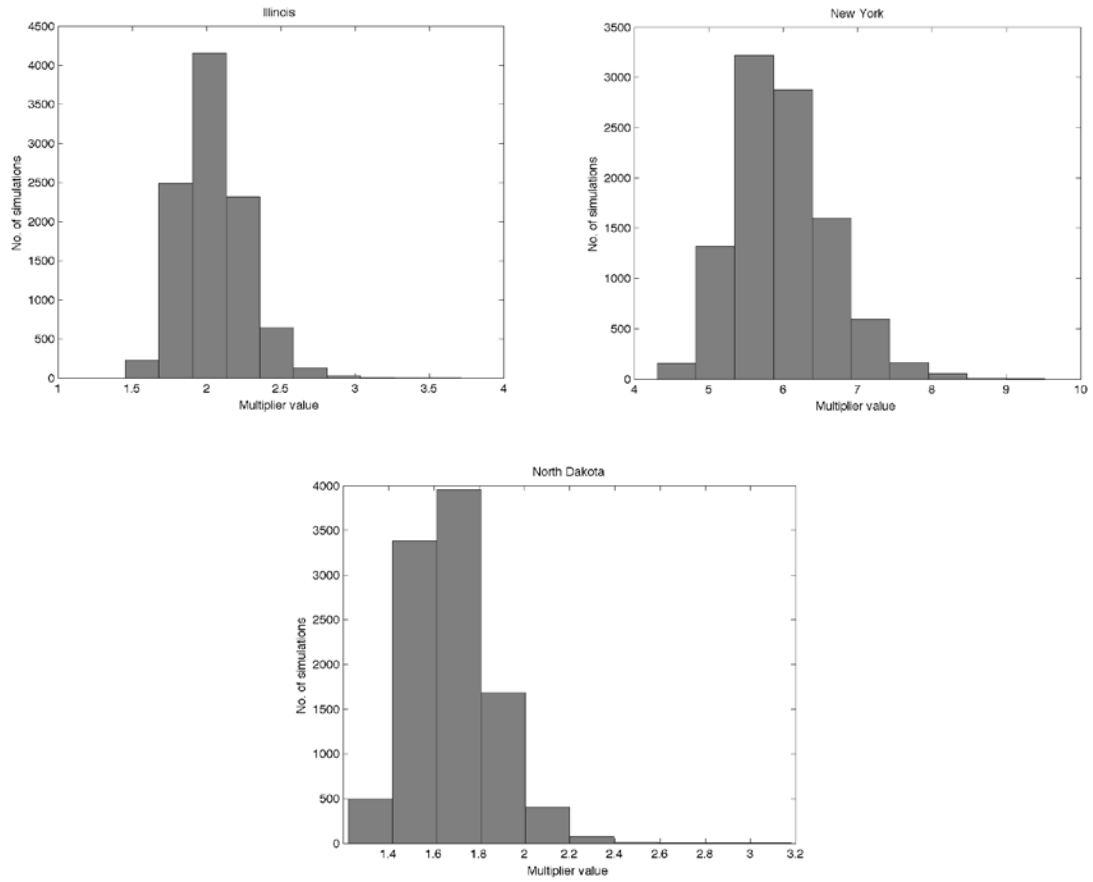 Illinois
4500
4000
3500
3000
2500
2000
1500
1000
500
0
No. of simulations
1 1.5 2 2.5 3 3.5 4
Multiplier value
New York
3500
3000
2500
2000
1500
1000
500
0
No. of simulations
4 5 6 7 8 9 10
Multiplier value
North Dakota
4000
3500
3000
2500
2000
1500
1000
500
0
No. of simulations
1.4 1.6 1.8 2 2.2 2.4 2.6 2.8 3 3.2
Multiplier value